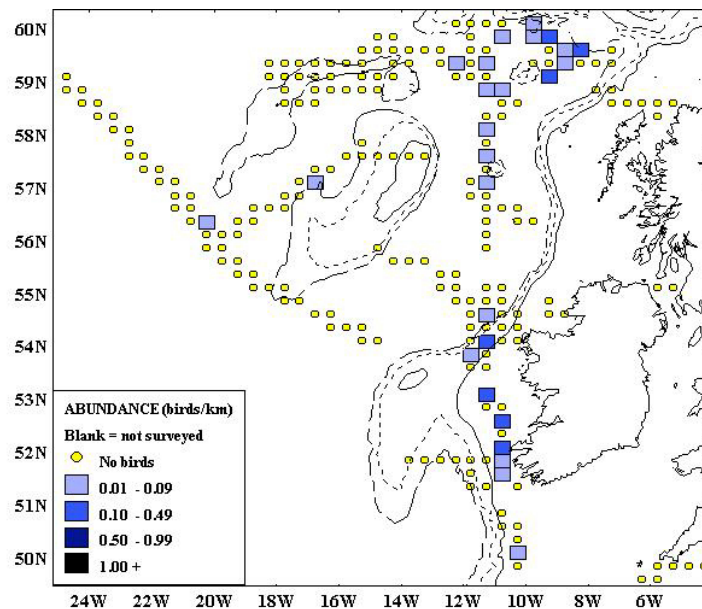 60N
59N
58N
57N
56N
55N
54N
53N
52N
51N
50N
ABUNDANCE (birds/km)
Blank = not surveyed
No birds
0.01 - 0.09
0.10 - 0.49
0.50 - 0.99
1.00 +
24W 22W 20W 18W 16W 14W 12W 10W 8W 6W